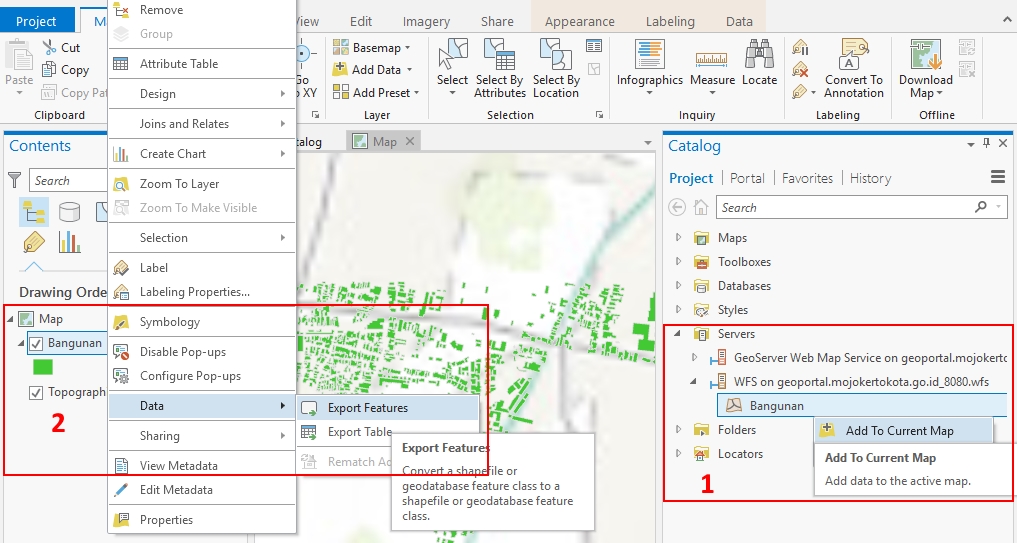 Project
M
View
Edit
Imagery
Share
Appearance
Labeling
Data
Paste
Cut
Copy
Copy Pat
Clipboard
Remove
Group
Attribute Table
Design
Joins and Relates
Create Chart
Zoom To Layer
Zoom To Make Visible
Selection
Label
Labeling Properties...
Symbology
Disable Pop-ups
Configure Pop-ups
Data
Sharing
View Metadata
Edit Metadata
Properties
Go
XY
Basemap
Add Data
Add Preset
Layer
Select
Select By
Attributes
Select By
Location
Selection
Infographics
Measure
Locate
Inquiry
Convert To
Annotation
Labeling
Download
Map
Offline
Contents
Search
Drawing Orde
Map
Bangunan
Topograph
2
talog
Map
Export Features
Export Table
Rematch Ad
Export Features
Convert a shapefile or
geodatabase feature class to a
shapefile or geodatabase feature
class.
Catalog
Project
Portal
Favorites
History
Search
Maps
Toolboxes
Databases
Styles
Servers
GeoServer Web Map Service on geoportal.mojokerto
WFS on geoportal.mojokertokota.go.id_8080.wfs
Bangunan
Folders
Locators
Add To Current Map
Add To Current Map
Add data to the active map.
1